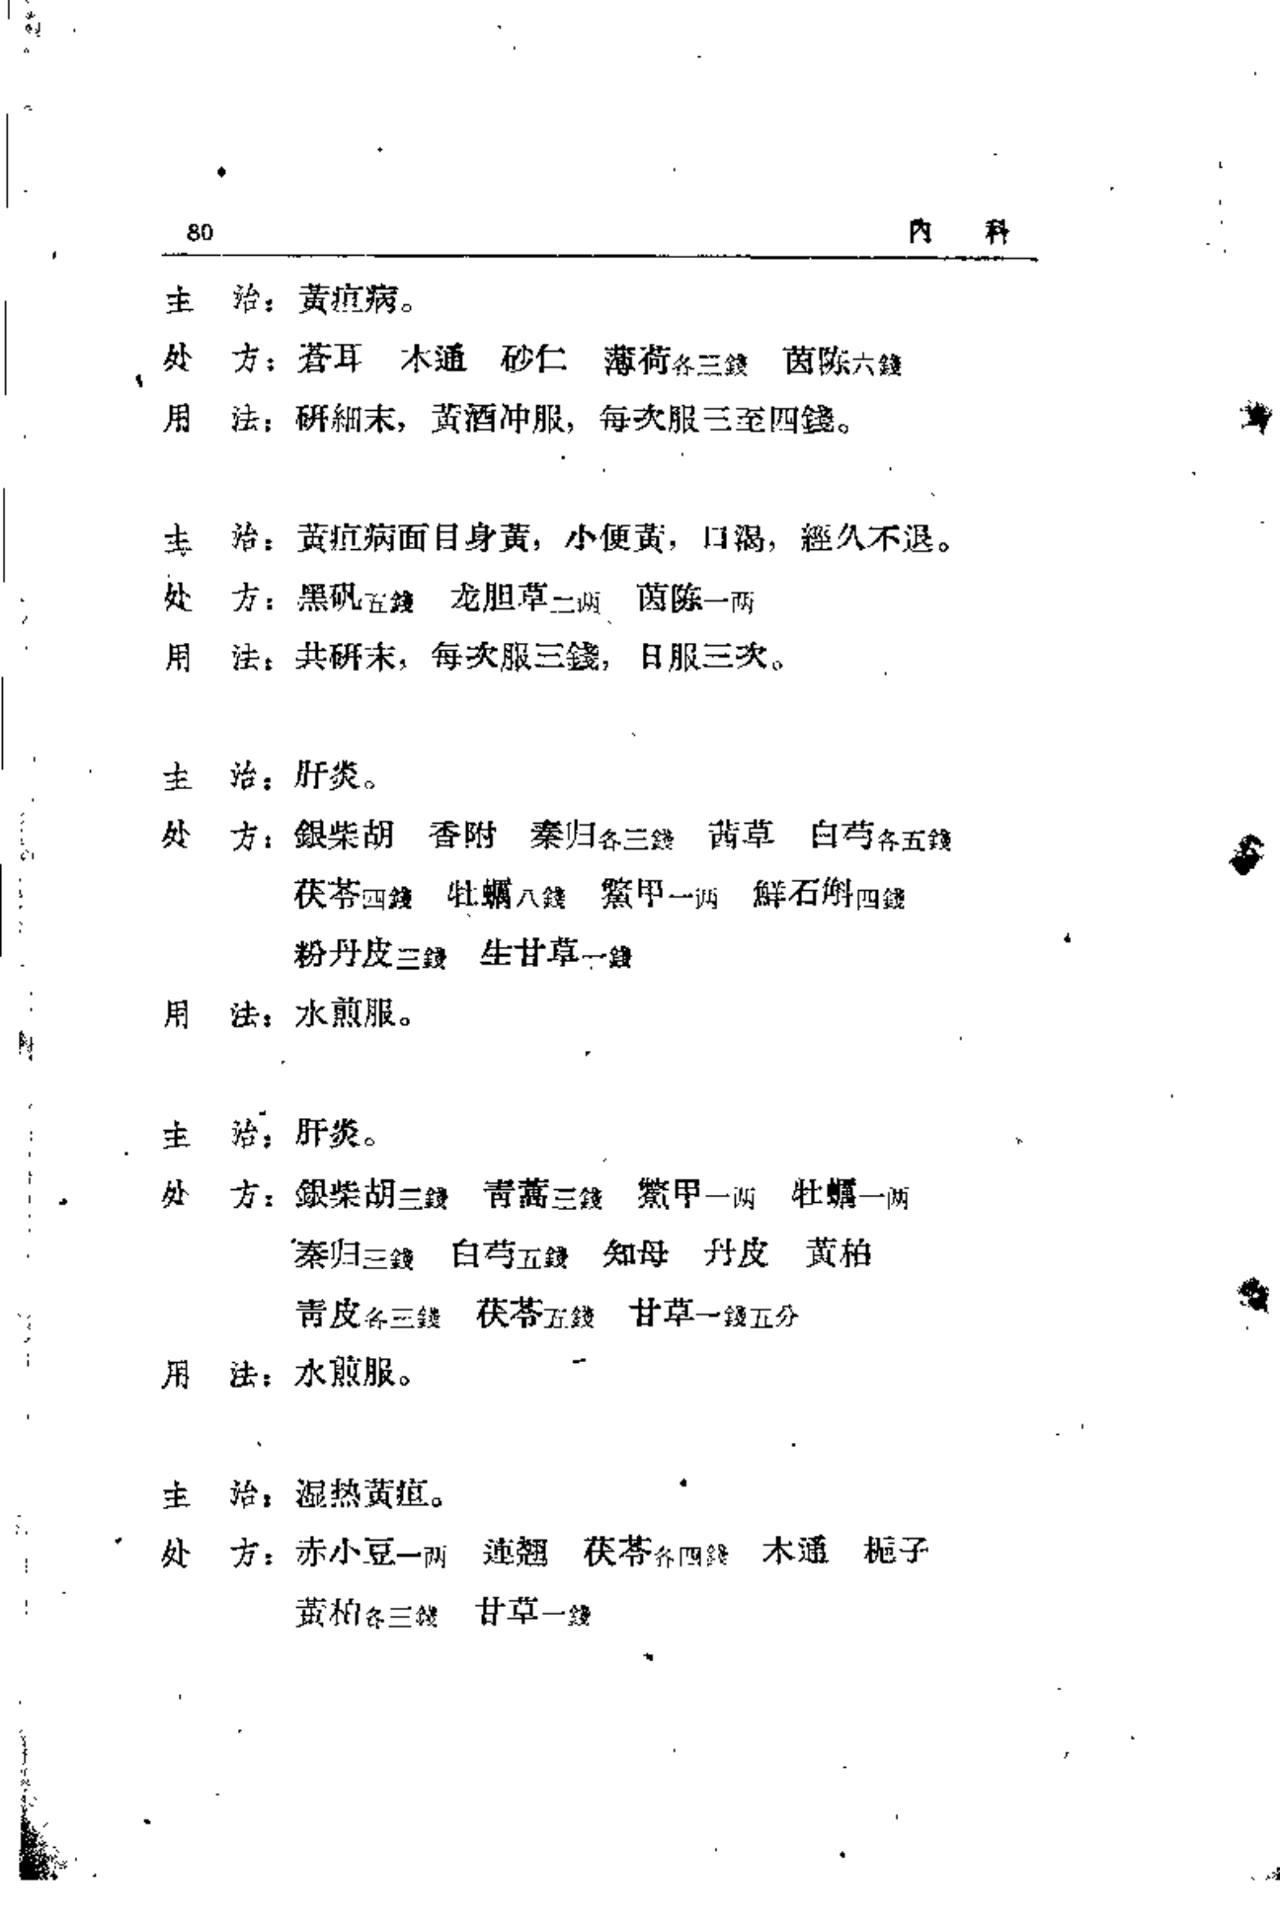 80 內 科
主 治：黃疸病。
处 方：蒼耳 木通 砂仁 薄荷各三錢 茵陈六錢
用 法：研細末，黃酒冲服，每次服三至四錢。
主 治：黃疸病面目身黃，小便黃，口渴，經久不退。
处 方：黑矾五錢 龙胆草二两 茵陈一两
用 法：共研末，每次服三錢，日服三次。
主 治：肝炎。
处 方：銀柴胡 香附 秦归各三錢 茜草 白芍各五錢
茯苓四錢 牡蠣八錢 鱉甲一两 鮮石斛四錢
粉丹皮三錢 生甘草一錢
用 法：水煎服。
主 治：肝炎。
处 方：銀柴胡三錢 青蒿三錢 鱉甲一两 牡蠣一两
秦归三錢 白芍五錢 知母 丹皮 黃柏
青皮各三錢 茯苓五錢 甘草一錢五分
用 法：水煎服。
主 治：湿热黃疸。
处 方：赤小豆一两 連翹 茯苓各四錢 木通 梔子
黃柏各三錢 甘草一錢